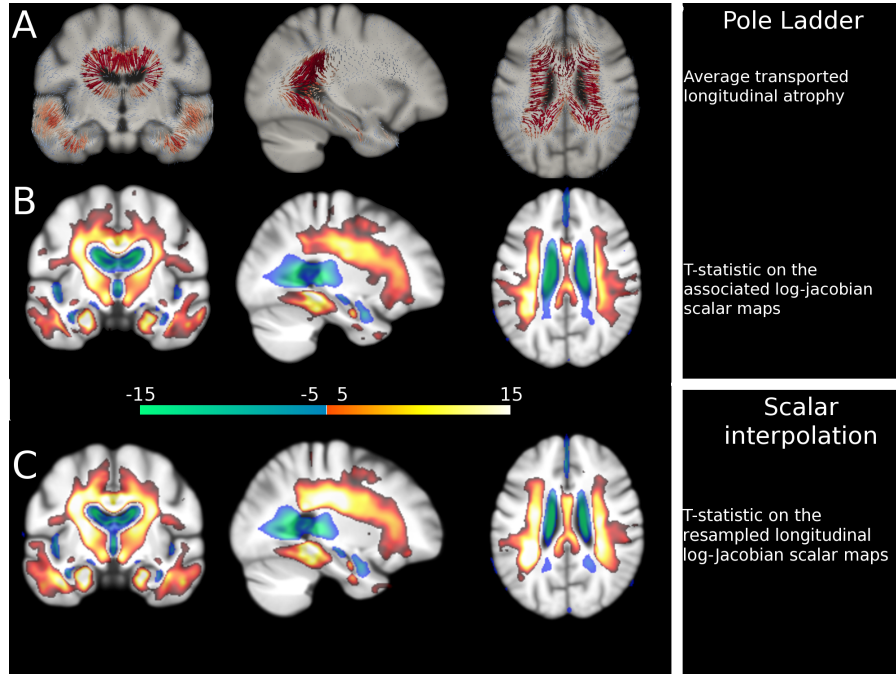 A
Pole Ladder
Average transported
longitudinal atrophy
B
T-statistic on the
associated log-jacobian
scalar maps
-15
-5
5
15
Scalar
interpolation
C
T-statistic on the
resampled longitudinal
log-Jacobian scalar maps